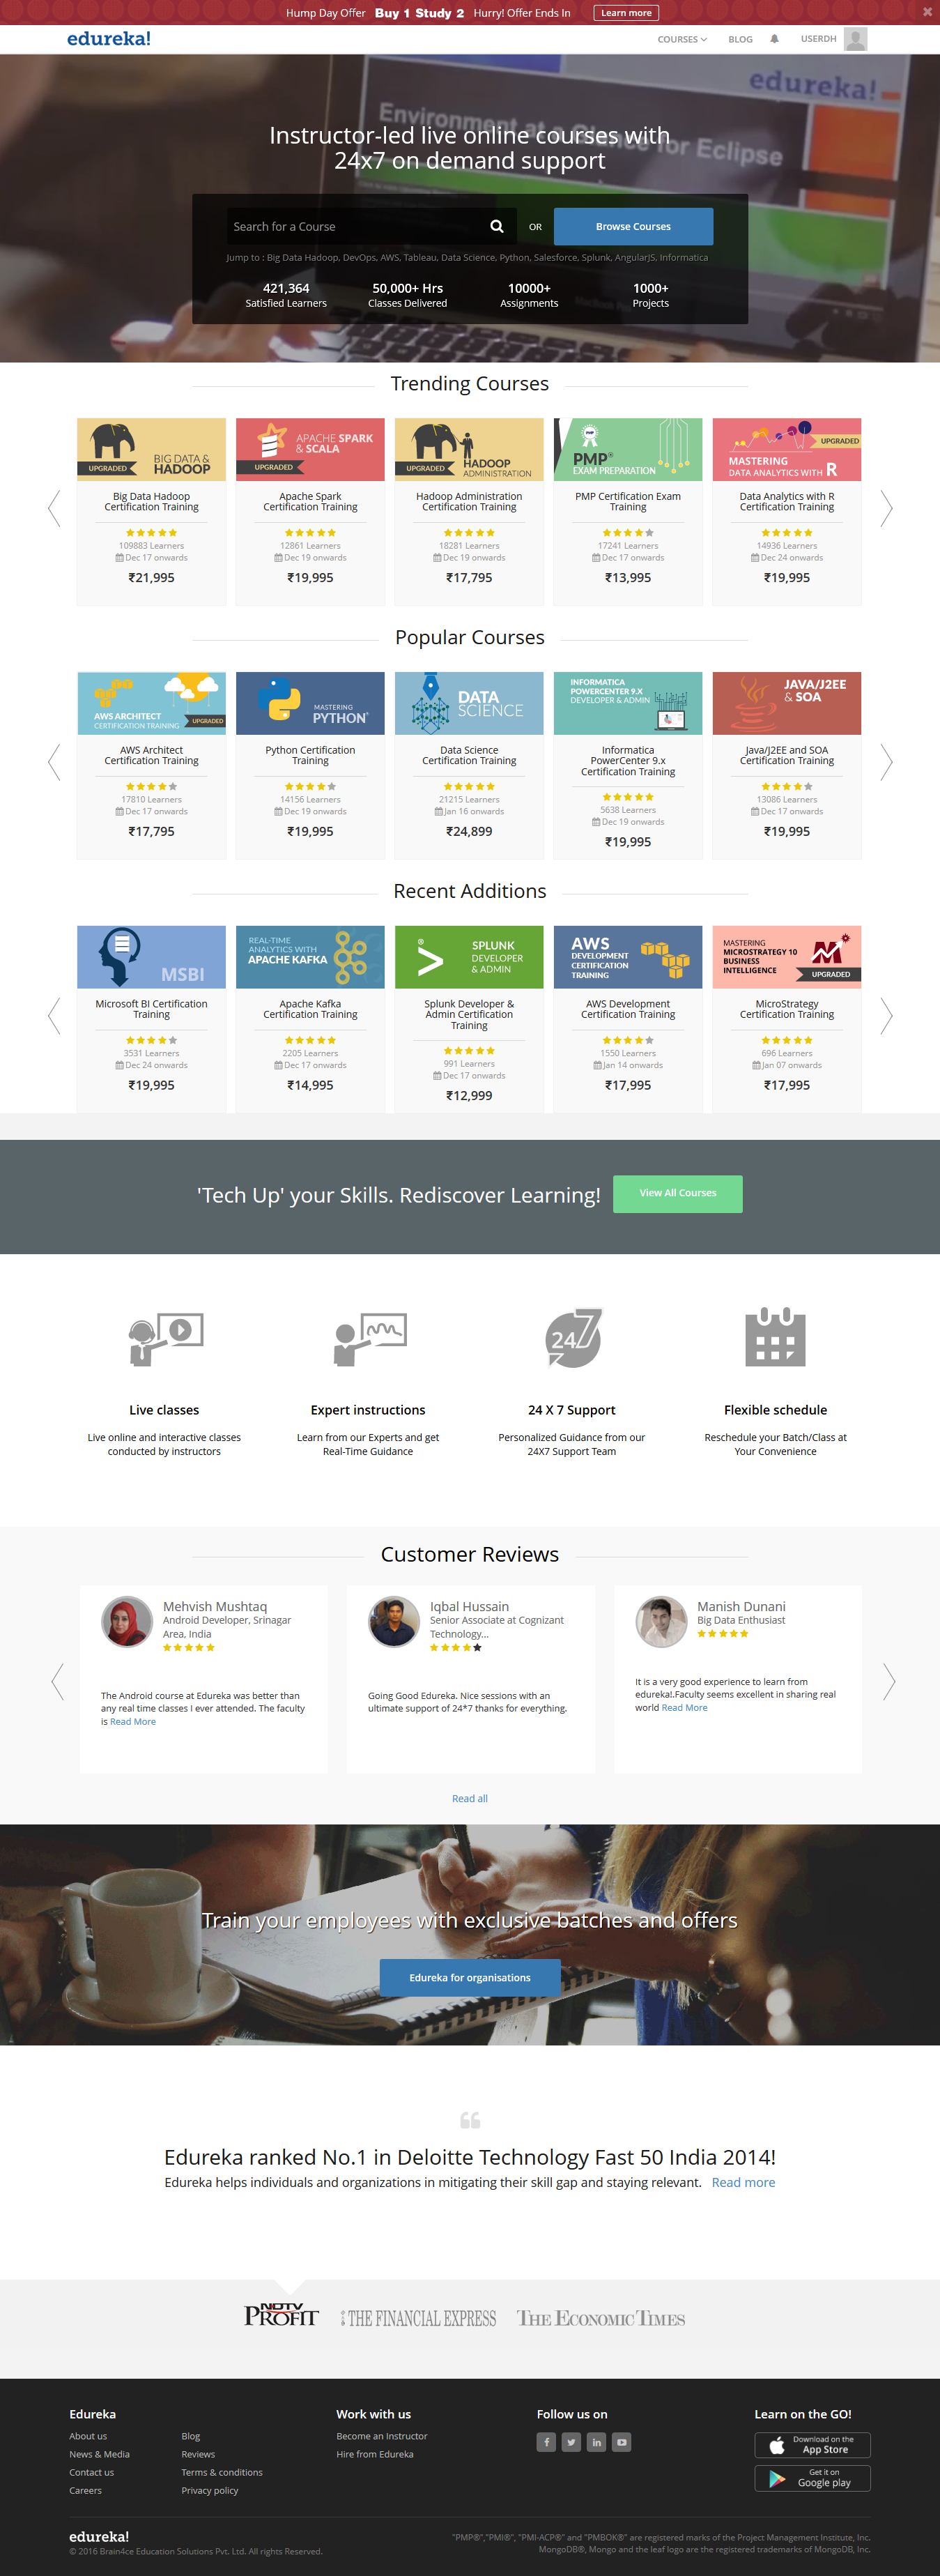 Hump Day Offer Buy 1 Study 2 Hurry! Offer Ends In Learn more
edureka! COURSES BLOG USERDH
edureka!
Environment at a Glance for Eclipse
Instructor-led live online courses with
24x7 on demand support
Search for a Course OR Browse Courses
Jump to : Big Data Hadoop, DevOps, AWS, Tableau, Data Science, Python, Salesforce, Splunk, AngularJS, Informatica
421,364 50,000+ Hrs 10000+ 1000+
Satisfied Learners Classes Delivered Assignments Projects
Trending Courses
UPGRADED BIG DATA & HADOOP
Big Data Hadoop
Certification Training
109883 Learners
Dec 17 onwards
₹21,995
APACHE SPARK
& SCALA
UPGRADED
Apache Spark
Certification Training
12861 Learners
Dec 19 onwards
₹19,995
UPGRADED HADOOP ADMINISTRATION
Hadoop Administration
Certification Training
18281 Learners
Dec 19 onwards
₹17,795
PMP
PMP®
EXAM PREPARATION
PMP Certification Exam
Training
17241 Learners
Dec 17 onwards
₹13,995
UPGRADED
MASTERING
DATA ANALYTICS WITH R
Data Analytics with R
Certification Training
14936 Learners
Dec 24 onwards
₹19,995
Popular Courses
AWS ARCHITECT
CERTIFICATION TRAINING UPGRADED
AWS Architect
Certification Training
17810 Learners
Dec 17 onwards
₹17,795
MASTERING
PYTHON®
Python Certification
Training
14156 Learners
Dec 19 onwards
₹19,995
DATA
SCIENCE
Data Science
Certification Training
21215 Learners
Jan 16 onwards
₹24,899
INFORMATICA
POWERCENTER 9.X
DEVELOPER & ADMIN
Informatica
PowerCenter 9.x
Certification Training
5638 Learners
Dec 19 onwards
₹19,995
JAVA/J2EE
& SOA
Java/J2EE and SOA
Certification Training
13086 Learners
Dec 17 onwards
₹19,995
Recent Additions
MSBI
Microsoft BI Certification
Training
3531 Learners
Dec 24 onwards
₹19,995
REAL-TIME
ANALYTICS WITH
APACHE KAFKA
Apache Kafka
Certification Training
2205 Learners
Dec 17 onwards
₹14,995
SPLUNK
DEVELOPER
& ADMIN
Splunk Developer &
Admin Certification
Training
991 Learners
Dec 17 onwards
₹12,999
AWS
DEVELOPMENT
CERTIFICATION
TRAINING
AWS Development
Certification Training
1550 Learners
Jan 14 onwards
₹17,995
MASTERING
MICROSTRATEGY 10
BUSINESS
INTELLIGENCE
UPGRADED
MicroStrategy
Certification Training
696 Learners
Jan 07 onwards
₹17,995
'Tech Up' your Skills. Rediscover Learning! View All Courses
24 7
Live classes
Live online and interactive classes
conducted by instructors
Expert instructions
Learn from our Experts and get
Real-Time Guidance
24 X 7 Support
Personalized Guidance from our
24X7 Support Team
Flexible schedule
Reschedule your Batch/Class at
Your Convenience
Customer Reviews
Mehvish Mushtaq
Android Developer, Srinagar
Area, India
The Android course at Edureka was better than
any real time classes I ever attended. The faculty
is Read More
Iqbal Hussain
Senior Associate at Cognizant
Technology...
Going Good Edureka. Nice sessions with an
ultimate support of 24*7 thanks for everything.
Manish Dunani
Big Data Enthusiast
It is a very good experience to learn from
edureka!.Faculty seems excellent in sharing real
world Read More
Read all
Train your employees with exclusive batches and offers
Edureka for organisations
Edureka ranked No.1 in Deloitte Technology Fast 50 India 2014!
Edureka helps individuals and organizations in mitigating their skill gap and staying relevant. Read more
NDTV
PROFIT THE FINANCIAL EXPRESS THE ECONOMIC TIMES
Edureka Work with us Follow us on Learn on the GO!
About us Blog Become an Instructor
News & Media Reviews Hire from Edureka
Contact us Terms & conditions
Careers Privacy policy
Download on the
App Store
Get it on
Google play
edureka!
© 2016 Brain4ce Education Solutions Pvt. Ltd. All rights Reserved.
"PMP®","PMI®", "PMI-ACP®" and "PMBOK®" are registered marks of the Project Management Institute, Inc.
MongoDB®, Mongo and the leaf logo are the registered trademarks of MongoDB, Inc.